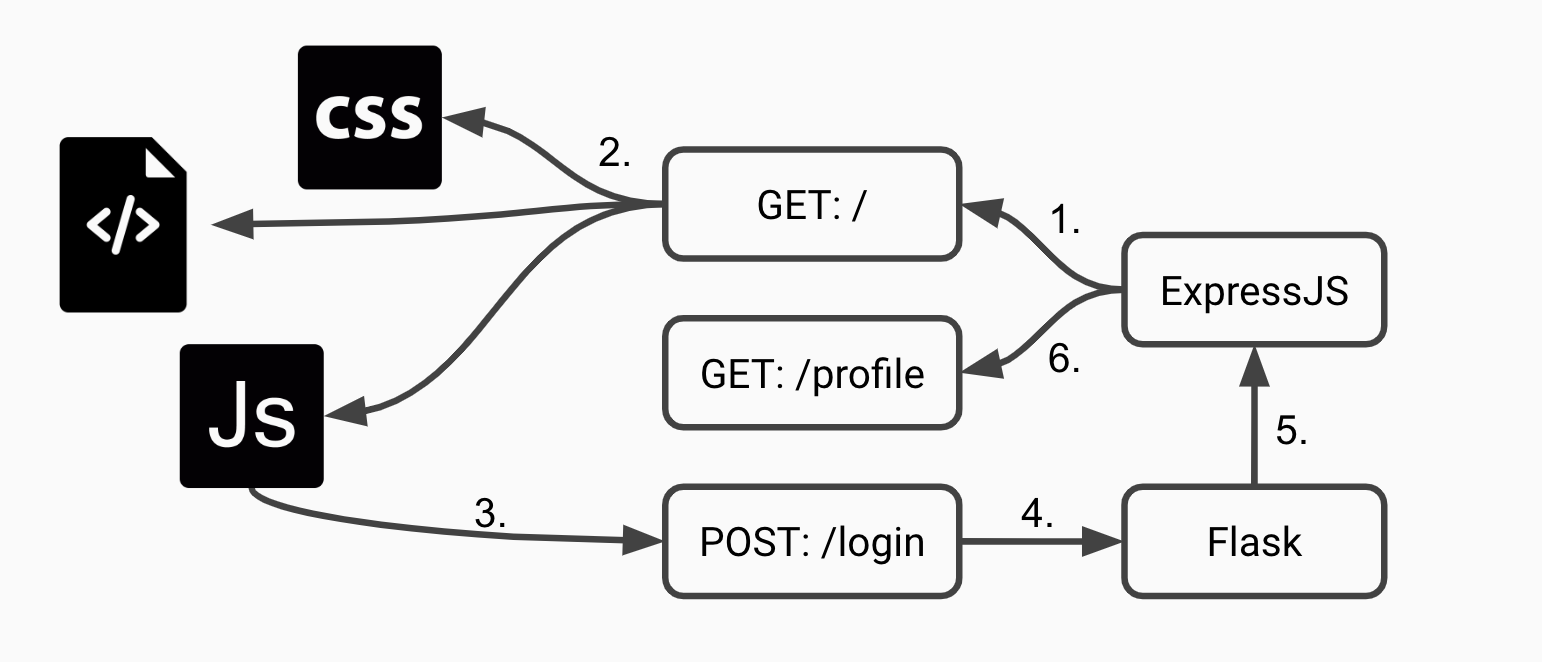 css
2.
</>
GET: /
1.
ExpressJS
GET: /profile
6.
Js
5.
3.
POST: /login
4.
Flask